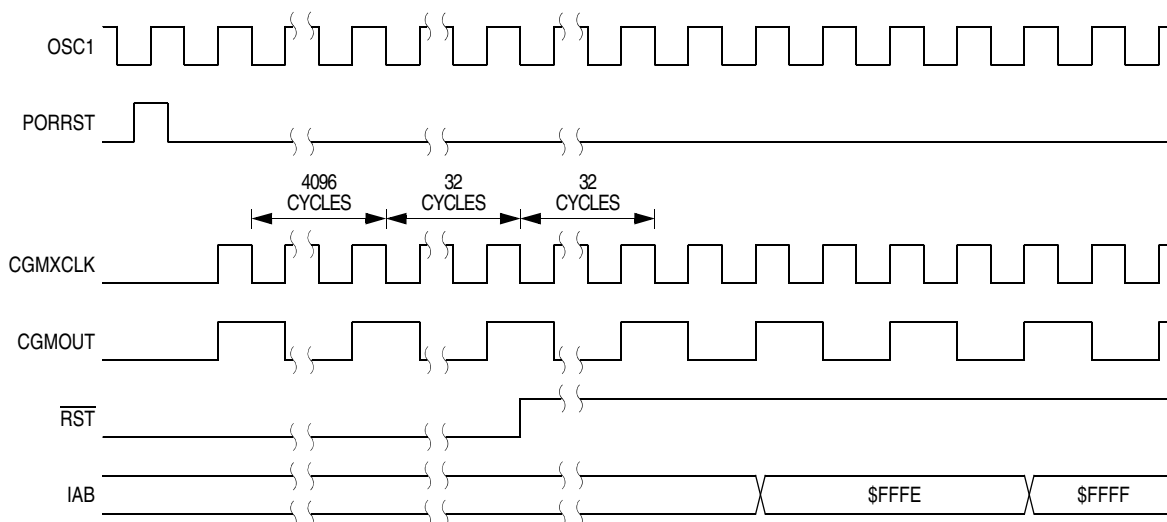 OSC1
PORRST
4096
CYCLES
32
CYCLES
32
CYCLES
CGMXCLK
CGMOUT
RST
IAB
$FFFE
$FFFF